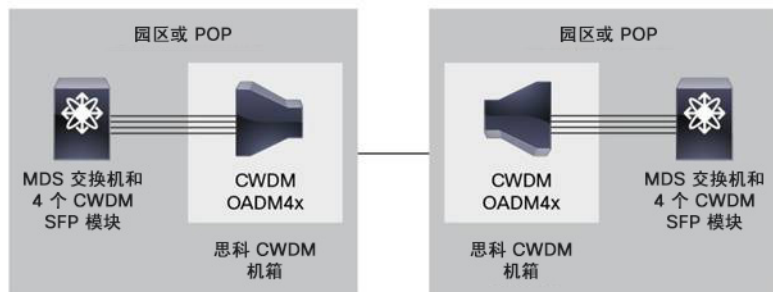 园区或 POP
MDS 交换机和
4 个 CWDM
SFP 模块
CWDM
OADM4x
思科 CWDM
机箱
园区或 POP
CWDM
OADM4x
思科 CWDM
机箱
MDS 交换机和
4 个 CWDM
SFP 模块